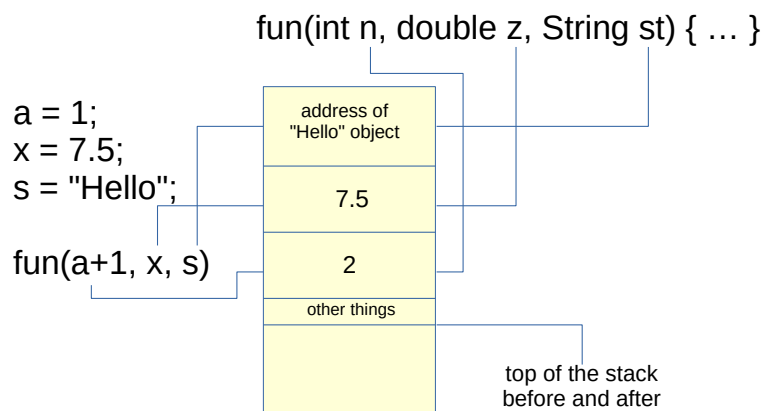 fun(int n, double z, String st) { … }
a = 1;
x = 7.5;
s = "Hello";
fun(a+1, x, s)
address of
"Hello" object
7.5
2
other things
top of the stack
before and after